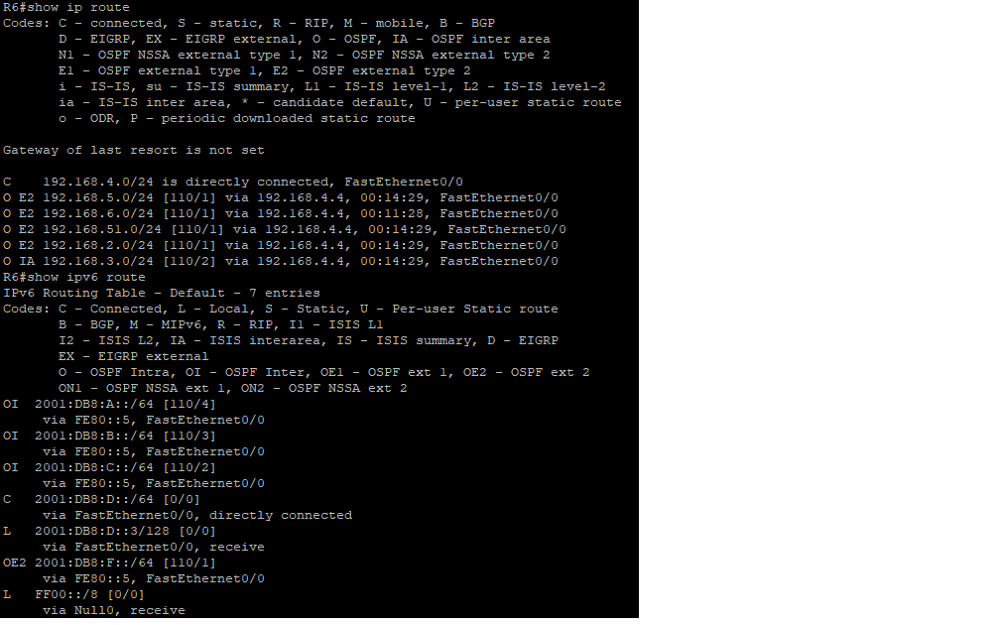 R6#show ip route
Codes: C - connected, S - static, R - RIP, M - mobile, B - BGP
       D - EIGRP, EX - EIGRP external, O - OSPF, IA - OSPF inter area
       N1 - OSPF NSSA external type 1, N2 - OSPF NSSA external type 2
       E1 - OSPF external type 1, E2 - OSPF external type 2
       i - IS-IS, su - IS-IS summary, L1 - IS-IS level-1, L2 - IS-IS level-2
       ia - IS-IS inter area, * - candidate default, U - per-user static route
       o - ODR, P - periodic downloaded static route

Gateway of last resort is not set

C    192.168.4.0/24 is directly connected, FastEthernet0/0
O E2 192.168.5.0/24 [110/1] via 192.168.4.4, 00:14:29, FastEthernet0/0
O E2 192.168.6.0/24 [110/1] via 192.168.4.4, 00:11:28, FastEthernet0/0
O E2 192.168.51.0/24 [110/1] via 192.168.4.4, 00:14:29, FastEthernet0/0
O E2 192.168.2.0/24 [110/1] via 192.168.4.4, 00:14:29, FastEthernet0/0
O IA 192.168.3.0/24 [110/2] via 192.168.4.4, 00:14:29, FastEthernet0/0
R6#show ipv6 route
IPv6 Routing Table - Default - 7 entries
Codes: C - Connected, L - Local, S - Static, U - Per-user Static route
       B - BGP, M - MIPv6, R - RIP, I1 - ISIS L1
       I2 - ISIS L2, IA - ISIS interarea, IS - ISIS summary, D - EIGRP
       EX - EIGRP external
       O - OSPF Intra, OI - OSPF Inter, OE1 - OSPF ext 1, OE2 - OSPF ext 2
       ON1 - OSPF NSSA ext 1, ON2 - OSPF NSSA ext 2
OI  2001:DB8:A::/64 [110/4]
     via FE80::5, FastEthernet0/0
OI  2001:DB8:B::/64 [110/3]
     via FE80::5, FastEthernet0/0
OI  2001:DB8:C::/64 [110/2]
     via FE80::5, FastEthernet0/0
C   2001:DB8:D::/64 [0/0]
     via FastEthernet0/0, directly connected
L   2001:DB8:D::3/128 [0/0]
     via FastEthernet0/0, receive
OE2 2001:DB8:F::/64 [110/1]
     via FE80::5, FastEthernet0/0
L   FF00::/8 [0/0]
     via Null0, receive